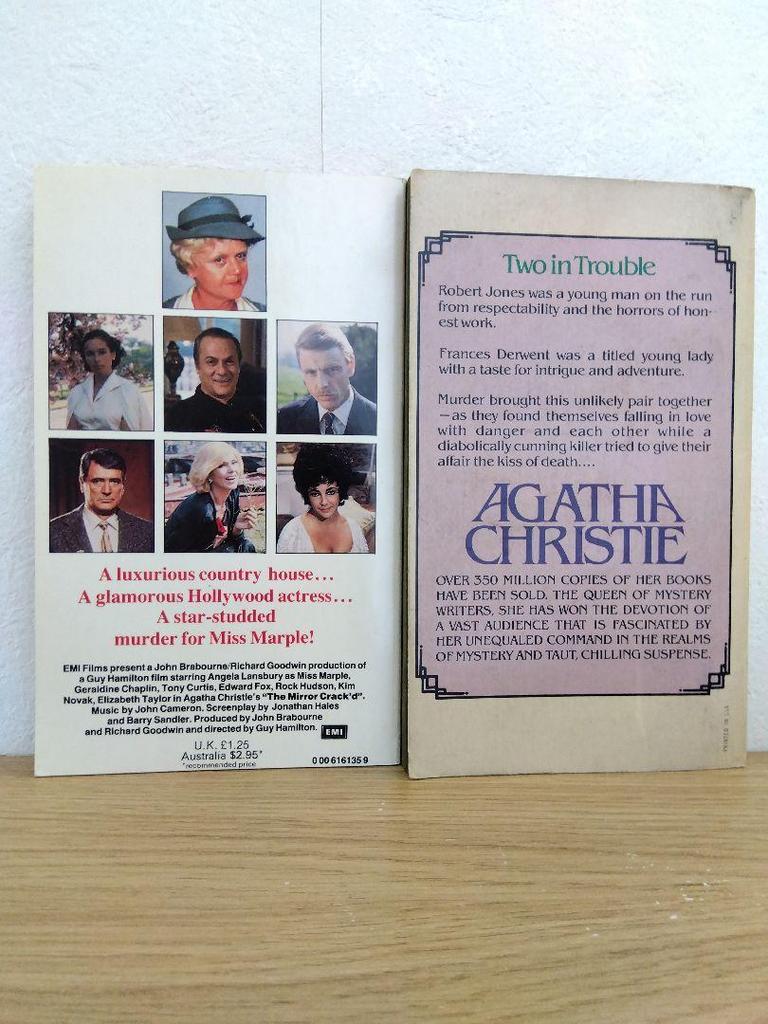 A luxurious country house...
A glamorous Hollywood actress...
A star-studded
murder for Miss Marple!
EMI Films present a John Brabourne/Richard Goodwin production of
a Guy Hamilton film starring Angela Lansbury as Miss Marple,
Geraldine Chaplin, Tony Curtis, Edward Fox, Rock Hudson, Kim
Novak, Elizabeth Taylor in Agatha Christie's "The Mirror Crack'd".
Music by John Cameron. Screenplay by Jonathan Hales
and Barry Sandler. Produced by John Brabourne
and Richard Goodwin and directed by Guy Hamilton.
EMI
U.K. £1.25
Australia $2.95*
*recommended price
0 00 616135 9
Two in Trouble
Robert Jones was a young man on the run
from respectability and the horrors of hon-
est work.
Frances Derwent was a titled young lady
with a taste for intrigue and adventure.
Murder brought this unlikely pair together
—as they found themselves falling in love
with danger and each other while a
diabolically cunning killer tried to give their
affair the kiss of death....
AGATHA
CHRISTIE
OVER 350 MILLION COPIES OF HER BOOKS
HAVE BEEN SOLD. THE QUEEN OF MYSTERY
WRITERS, SHE HAS WON THE DEVOTION OF
A VAST AUDIENCE THAT IS FASCINATED BY
HER UNEQUALED COMMAND IN THE REALMS
OF MYSTERY AND TAUT, CHILLING SUSPENSE.
PRINTED IN USA